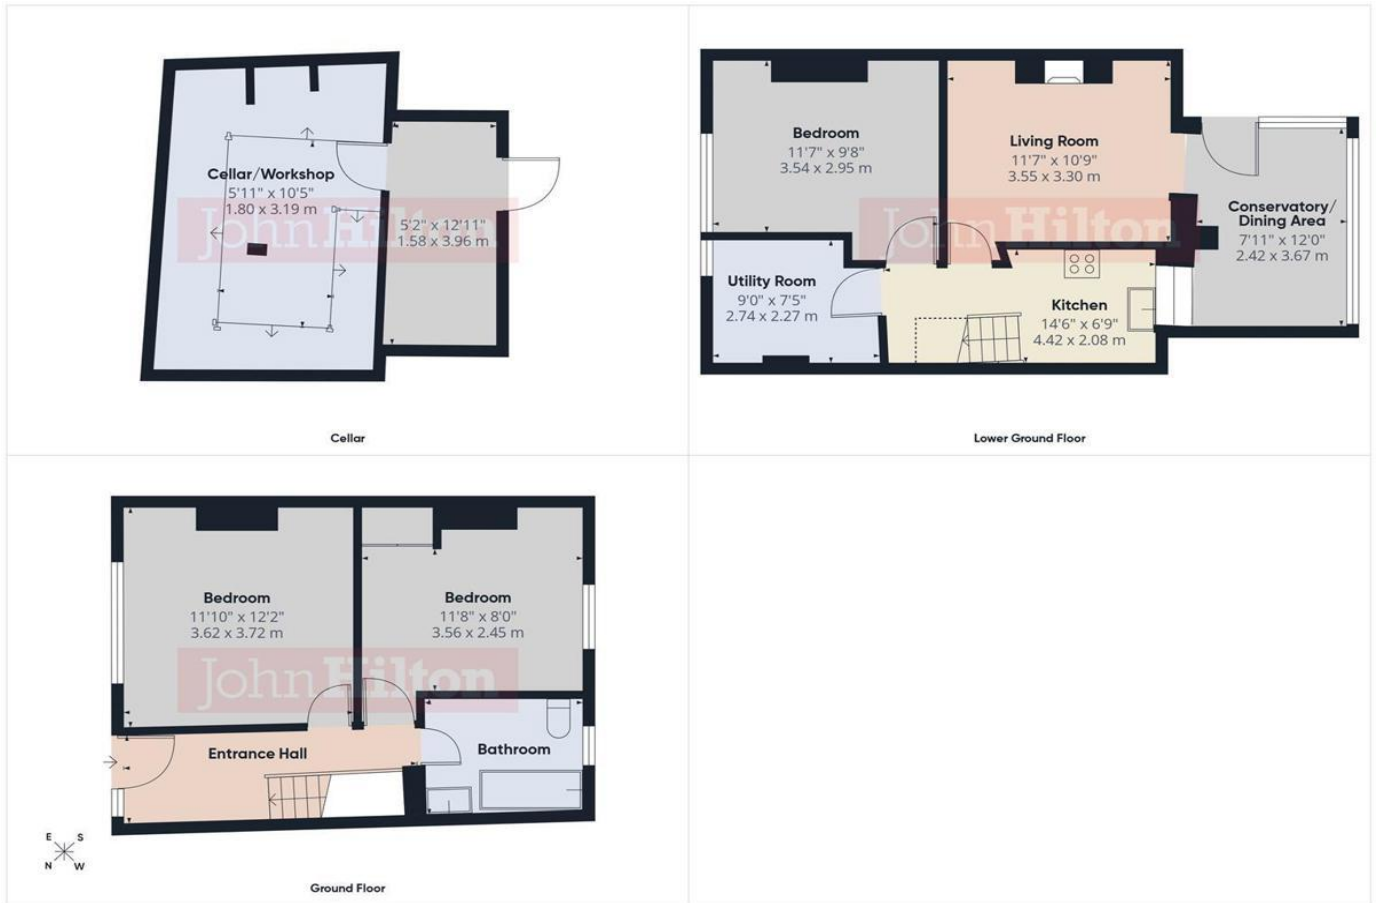 Cellar/Workshop
5'11" x 10'5"
1.80 x 3.19 m
5'2" x 12'11"
1.58 x 3.96 m
John Hilton
Cellar
Bedroom
11'7" x 9'8"
3.54 x 2.95 m
Living Room
11'7" x 10'9"
3.55 x 3.30 m
Conservatory/
Dining Area
7'11" x 12'0"
2.42 x 3.67 m
John Hilton
Utility Room
9'0" x 7'5"
2.74 x 2.27 m
Kitchen
14'6" x 6'9"
4.42 x 2.08 m
Lower Ground Floor
Bedroom
11'10" x 12'2"
3.62 x 3.72 m
Bedroom
11'8" x 8'0"
3.56 x 2.45 m
John Hilton
Entrance Hall
Bathroom
E S
N W
Ground Floor